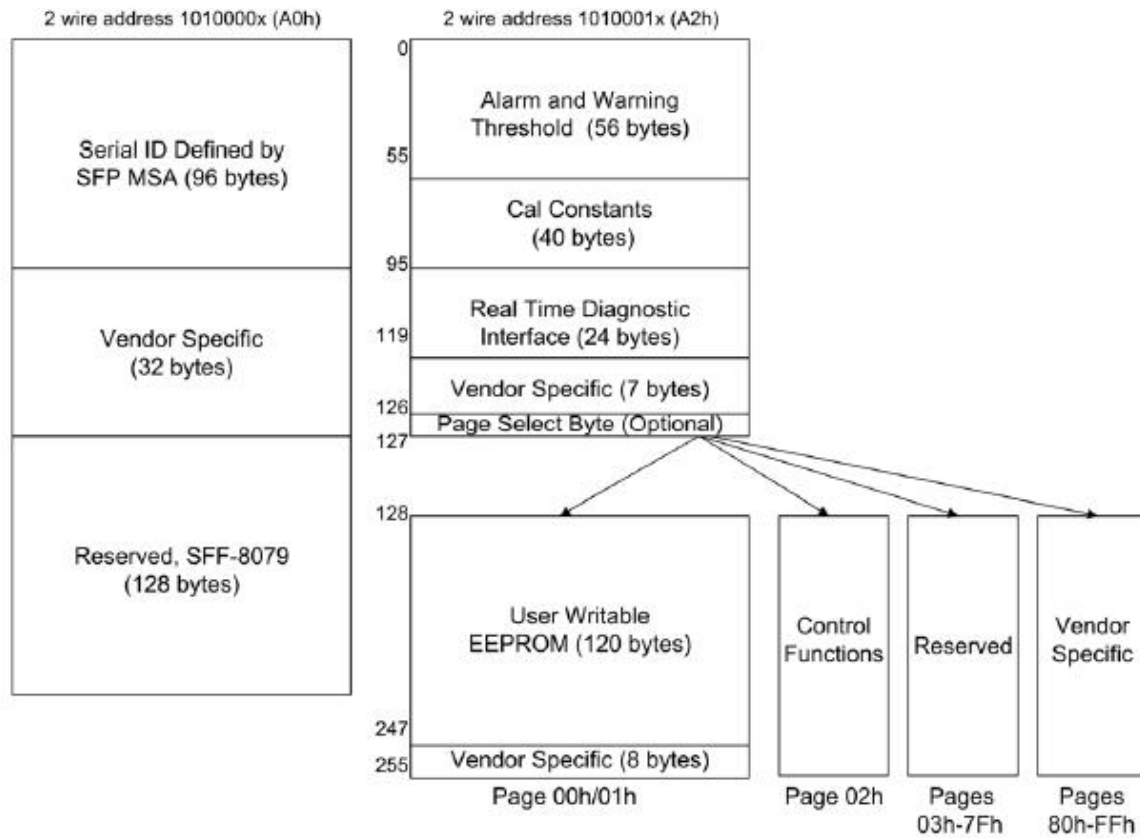 2 wire address 1010000x (A0h)
2 wire address 1010001x (A2h)
Serial ID Defined by
SFP MSA (96 bytes)
Vendor Specific
(32 bytes)
Reserved, SFF-8079
(128 bytes)
0
Alarm and Warning
Threshold (56 bytes)
55
Cal Constants
(40 bytes)
95
Real Time Diagnostic
Interface (24 bytes)
119
Vendor Specific (7 bytes)
126
Page Select Byte (Optional)
127
128
User Writable
EEPROM (120 bytes)
247
Vendor Specific (8 bytes)
255
Page 00h/01h
Control
Functions
Page 02h
Reserved
Pages
03h-7Fh
Vendor
Specific
Pages
80h-FFh